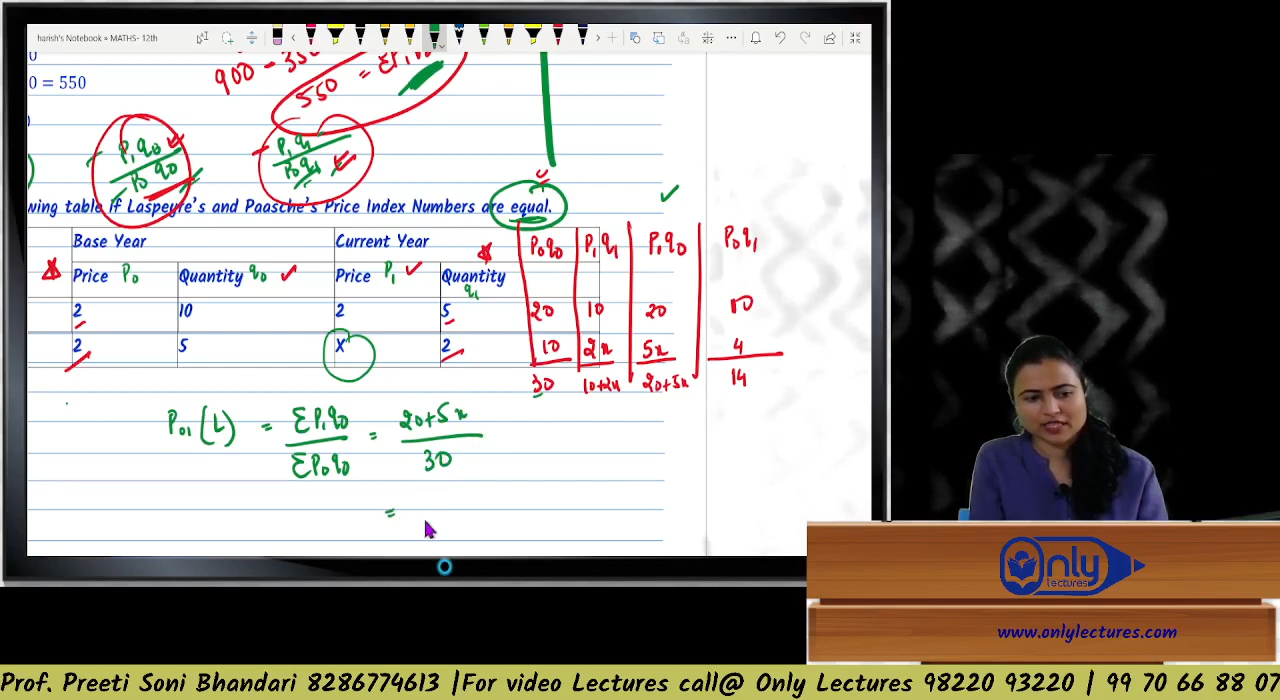 harish's Notebook » MATHS- 12th
0
900 - 350
550 = ΣP₁q₀
0 = 550
P₁q₀
P₀q₀
P₁q₁
P₀q₁
wing table if Laspeyre's and Paasche's Price Index Numbers are equal.
Base Year Current Year P₀q₀ P₁q₁ P₁q₀ P₀q₁
Price P₀ Quantity q₀ Price P₁ Quantity q₁
2 10 2 5 20 10 20 10
2 5 X 2 10 2x 5x 4
30 10+2x 20+5x 14
P₀₁(L) = ΣP₁q₀ = 20+5x
ΣP₀q₀ 30
=
Only
lectures
www.onlylectures.com
Prof. Preeti Soni Bhandari 8286774613 |For video Lectures call@ Only Lectures 98220 93220 | 99 70 66 88 07